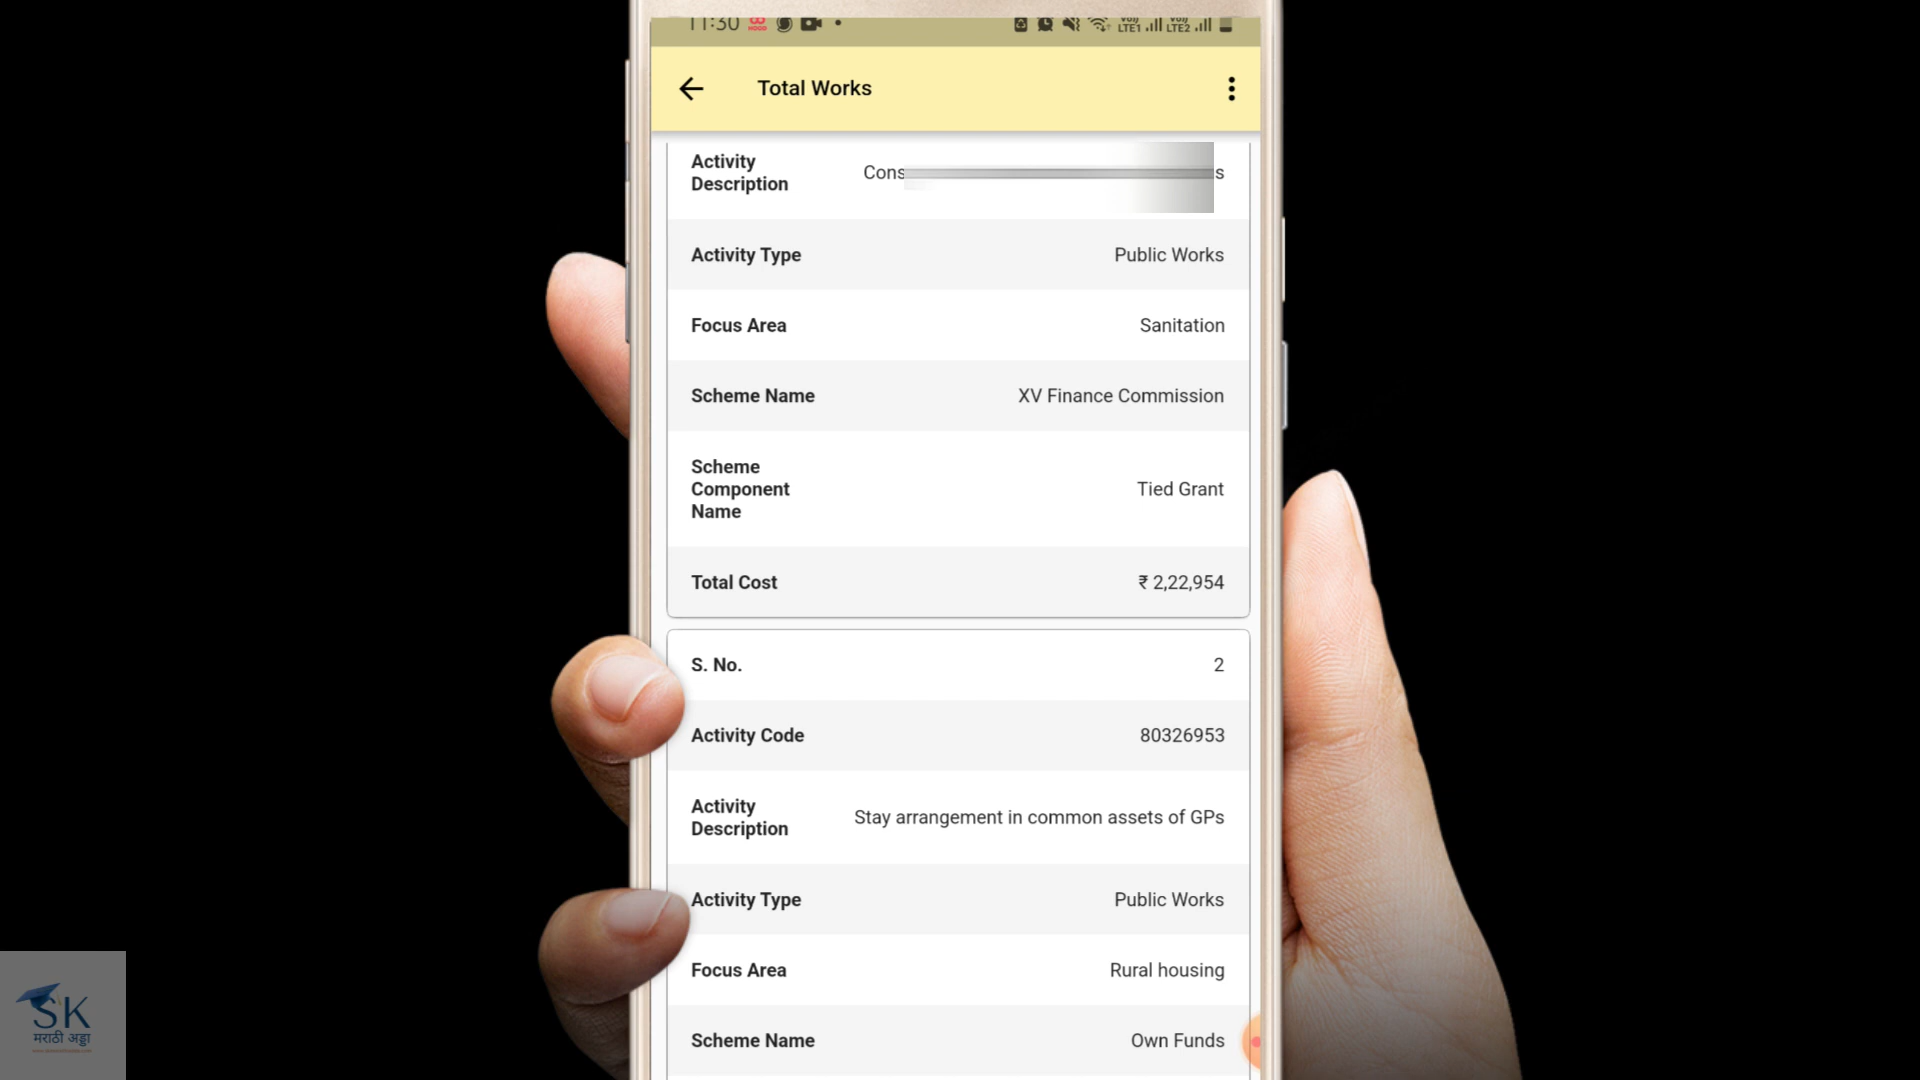 11:30
LTE1 LTE2
Total Works
Activity
Description
Cons s
Activity Type Public Works
Focus Area Sanitation
Scheme Name XV Finance Commission
Scheme
Component
Name
Tied Grant
Total Cost ₹ 2,22,954
S. No. 2
Activity Code 80326953
Activity
Description
Stay arrangement in common assets of GPs
Activity Type Public Works
Focus Area Rural housing
Scheme Name Own Funds
SK
मराठी अड्डा